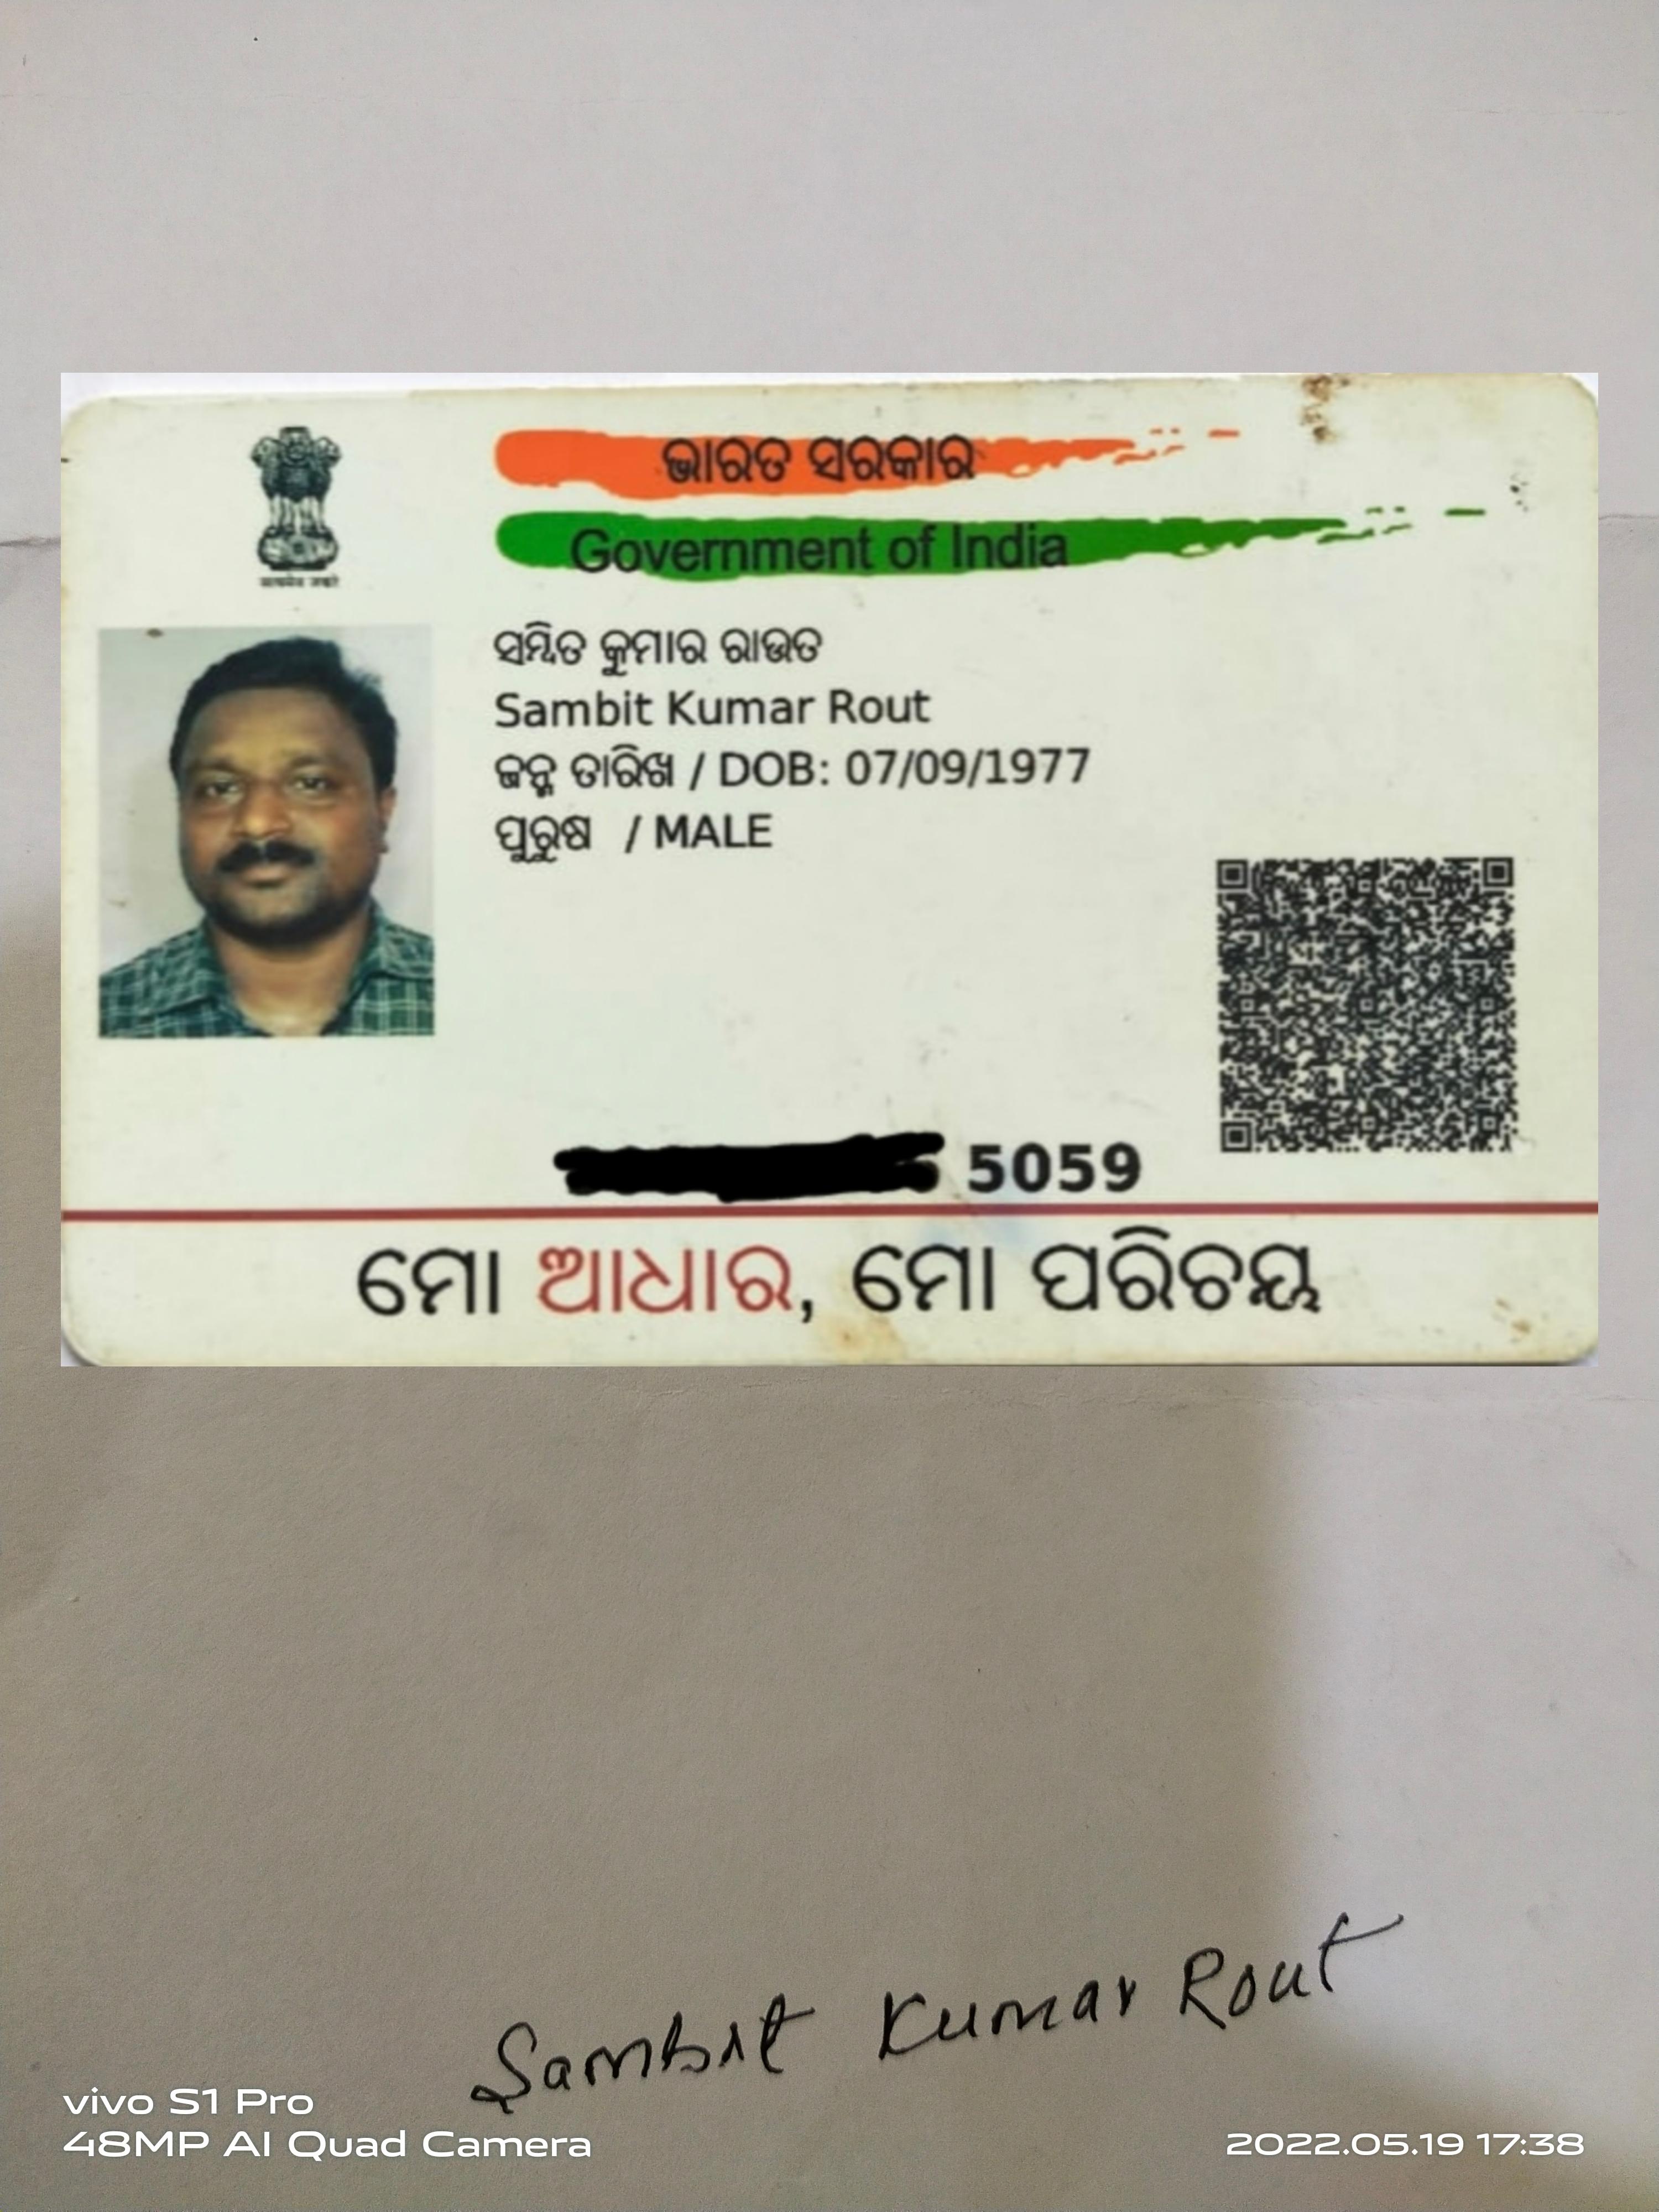 ଭାରତ ସରକାର
Government of India
सत्यमेव जयते
ସମ୍ବିତ କୁମାର ରାଉତ
Sambit Kumar Rout
ଜନ୍ମ ତାରିଖ / DOB: 07/09/1977
ପୁରୁଷ / MALE
5059
ମୋ ଆଧାର, ମୋ ପରିଚୟ
Sambit Kumar Rout
vivo S1 Pro
48MP AI Quad Camera
2022.05.19 17:38